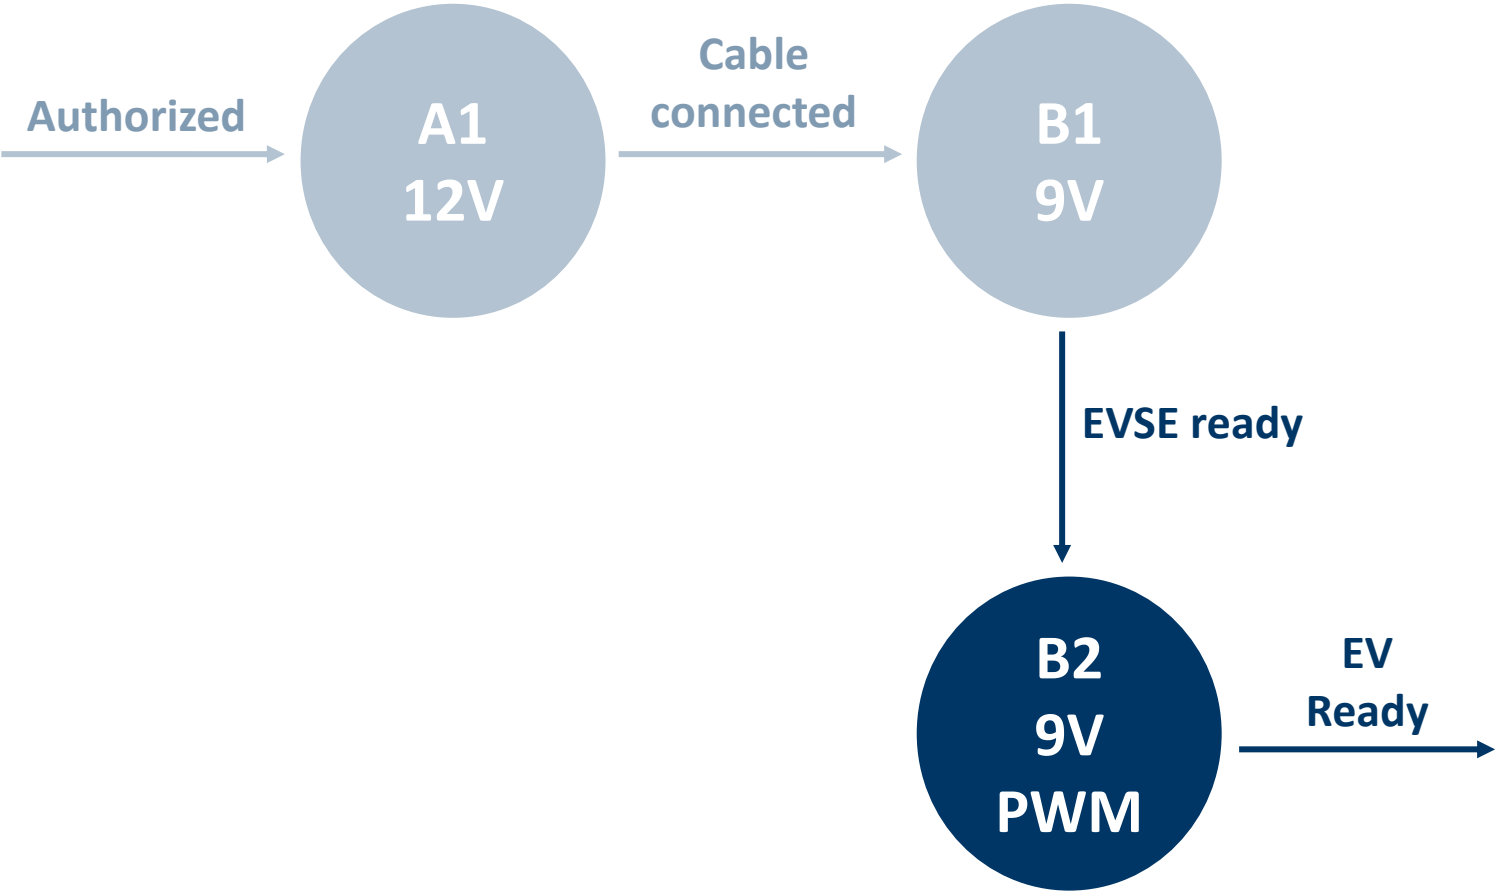 Authorized
A1
12V
Cable
connected
B1
9V
EVSE ready
B2
9V
PWM
EV
Ready